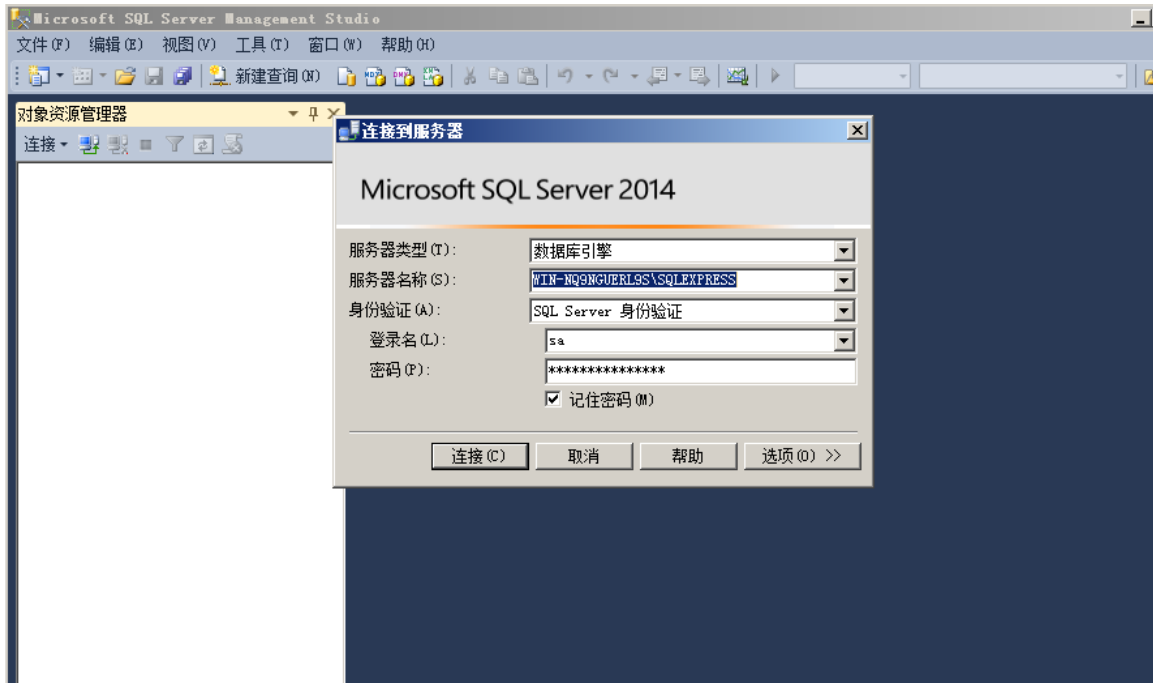 Microsoft SQL Server Management Studio
文件(F) 编辑(E) 视图(V) 工具(T) 窗口(W) 帮助(H)
新建查询(N)
对象资源管理器
连接
连接到服务器
Microsoft SQL Server 2014
服务器类型(T): 数据库引擎
服务器名称(S): WIN-NQ9NGUERL9S\SQLEXPRESS
身份验证(A): SQL Server 身份验证
登录名(L): sa
密码(P): ***************
记住密码(M)
连接(C) 取消 帮助 选项(O) >>